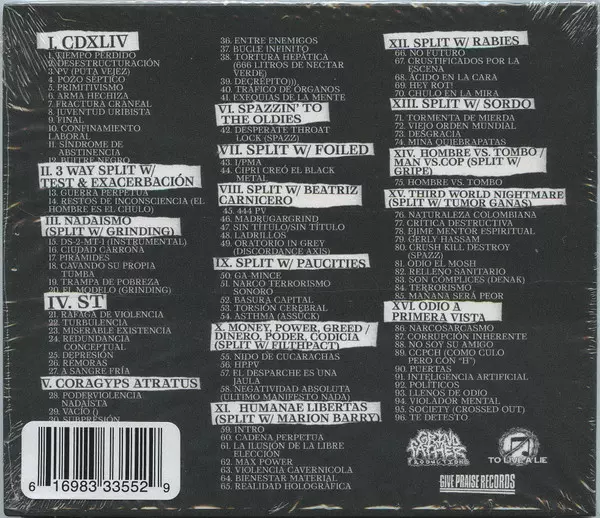 I. CDXLIV
1. TIEMPO PERDIDO
2. DESESTRUCTURACIÓN
3. PV (PUTA VEJEZ)
4. POZO SÉPTICO
5. PRIMITIVISMO
6. ARMA HECHIZA
7. FRACTURA CRANEAL
8. JUVENTUD URIBISTA
9. FINAL
10. CONFINAMIENTO
LABORAL
11. SÍNDROME DE
ABSTINENCIA
12. BUITRE NEGRO
II. 3 WAY SPLIT W/
TEST & EXACERBACIÓN
13. GUERRA PERPETUA
14. RESTOS DE INCONSCIENCIA (EL
HOMBRE ES EL CHULO)
III. NADAISMO
(SPLIT W/ GRINDING)
15. DS-2-MT-1 (INSTRUMENTAL)
16. CIUDAD CARROÑA
17. PIRÁMIDES
18. CAVANDO SU PROPIA
TUMBA
19. TRAMPA DE POBREZA
20. EL MODELO (GRINDING)
IV. ST
21. RAFAGA DE VIOLENCIA
22. TURBULENCIA
23. MISERABLE EXISTENCIA
24. REDUNDANCIA
CONCEPTUAL
25. DEPRESIÓN
26. REMORAS
27. A SANGRE FRÍA
V. CORAGYPS ATRATUS
28. PODERVIOLENCIA
NADAÍSTA
29. VACÍO ()
30. SUPRESIÓN
6 16983 33552 9
36. ENTRE ENEMIGOS
37. BUCLE INFINITO
38. TORTURA HEPÁTICA
(666 LITROS DE NÉCTAR
VERDE)
39. DECRÉPITO)))
40. TRÁFICO DE ÓRGANOS
41. EXEQUIAS DE LA MENTE
VI. SPAZZIN' TO
THE OLDIES
42. DESPERATE THROAT
LOCK (SPAZZ)
VII. SPLIT W/ FOILED
43. I/PMA
44. CIPRI CREÓ EL BLACK
METAL
VIII. SPLIT W/ BEATRIZ
CARNICERO
45. 444 PV
46. MADRUGARGRIND
47. SIN TÍTULO/SIN TÍTULO
48. LADRILLOS
49. ORATORIO IN GREY
(DISCORDANCE AXIS)
IX. SPLIT W/ PAUCITIES
50. GA-MINCE
51. NARCO TERRORISMO
SONORO
52. BASURA CAPITAL
53. TORSIÓN CEREBRAL
54. ASTHMA (ASSÜCK)
X. MONEY, POWER, GREED /
DINERO, PODER, CODICIA
(SPLIT W/ FILTHPACT)
55. NIDO DE CUCARACHAS
56. HPPV
57. EL DESPARCHE ES UNA
JAULA
58. NEGATIVIDAD ABSOLUTA
(ULTIMO MANIFESTO NADA)
XI. HUMANAE LIBERTAS
(SPLIT W/ MARION BARRY)
59. INTRO
60. CADENA PERPETUA
61. LA ILUSIÓN DE LA LIBRE
ELECCIÓN
62. MAX POWER
63. VIOLENCIA CAVERNICOLA
64. BIENESTAR MATERIAL
65. REALIDAD HOLOGRÁFICA
XII. SPLIT W/ RABIES
66. NO FUTURO
67. CRUSTIFICADOS POR LA
ESCENA
68. ÁCIDO EN LA CARA
69. HEY ROT!
70. CHULO EN LA MIRA
XIII. SPLIT W/ SORDO
71. TORMENTA DE MIERDA
72. VIEJO ORDEN MUNDIAL
73. DESGRACIA
74. MINA QUIEBRAPATAS
XIV. HOMBRE VS. TOMBO /
MAN VS.COP (SPLIT W/
GRIPE)
75. HOMBRE VS. TOMBO
XV. THIRD WORLD NIGHTMARE
(SPLIT W/ TUMOR GANAS)
76. NATURALEZA COLOMBIANA
77. CRITICA DESTRUCTIVA
78. EJIME MENTOR ESPIRITUAL
79. GERLY HASSAM
80. CRUSH KILL DESTROY
(SPAZZ)
81. ODIO EL MOSH
82. RELLENO SANITARIO
83. SON COMPLICES (DENAK)
84. TERRORISMO
85. MAÑANA SERÁ PEOR
XVI. ODIO A
PRIMERA VISTA
86. NARCOSARCASMO
87. CORRUPCIÓN INHERENTE
88. NO SOY SU AMIGO
89. CCPCH (COMO CULO
PERO CON "H")
90. PUERTAS
91. INTELIGENCIA ARTIFICIAL
92. POLÍTICOS
93. LLENOS DE ODIO
94. VIOLADOR MENTAL
95. SOCIETY (CROSSED OUT)
96. TE DETESTO
GRIND
FATHER
PRODUCTIONS
TO LIVE A LIE
GIVE PRAISE RECORDS